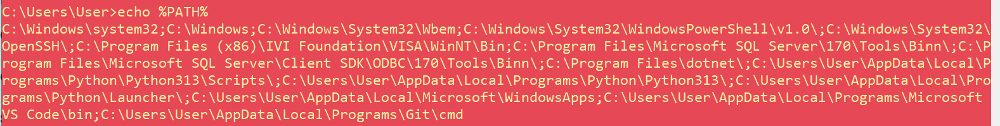 C:\Users\User>echo %PATH%
C:\Windows\system32;C:\Windows;C:\Windows\System32\Wbem;C:\Windows\System32\WindowsPowerShell\v1.0\;C:\Windows\System32\
OpenSSH\;C:\Program Files (x86)\IVI Foundation\VISA\WinNT\Bin;C:\Program Files\Microsoft SQL Server\170\Tools\Binn\;C:\P
rogram Files\Microsoft SQL Server\Client SDK\ODBC\170\Tools\Binn\;C:\Program Files\dotnet\;C:\Users\User\AppData\Local\P
rograms\Python\Python313\Scripts\;C:\Users\User\AppData\Local\Programs\Python\Python313\;C:\Users\User\AppData\Local\Pro
grams\Python\Launcher\;C:\Users\User\AppData\Local\Microsoft\WindowsApps;C:\Users\User\AppData\Local\Programs\Microsoft
VS Code\bin;C:\Users\User\AppData\Local\Programs\Git\cmd